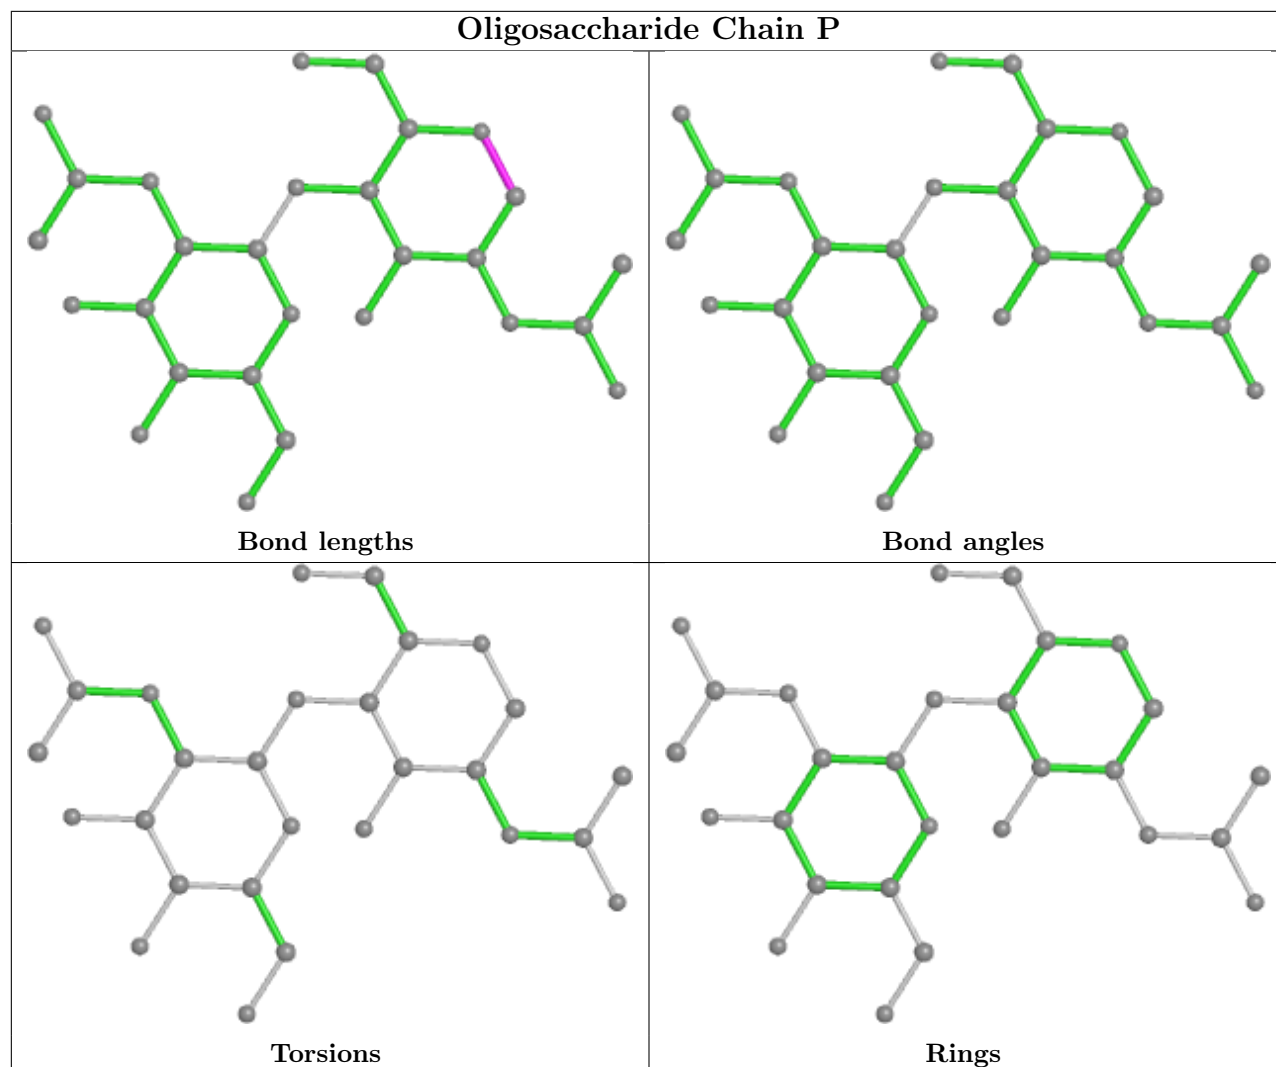 Oligosaccharide Chain P
Bond lengths
Bond angles
Torsions
Rings